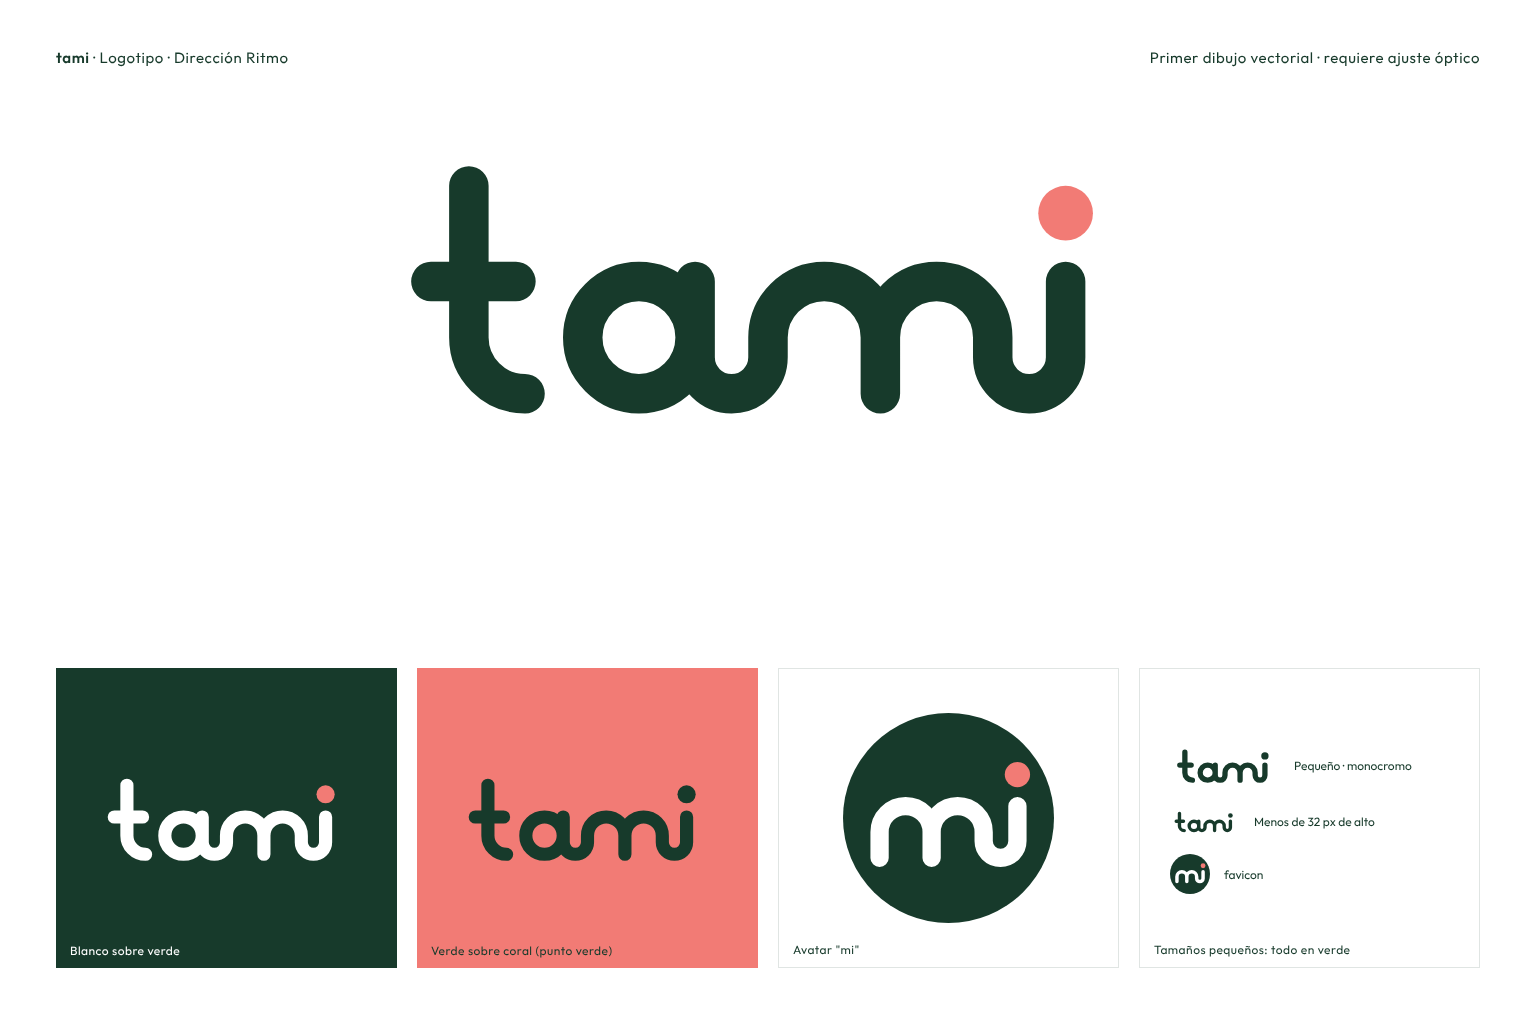 tami · Logotipo · Dirección Ritmo
Primer dibujo vectorial · requiere ajuste óptico
tami
tami
Blanco sobre verde
tami
Verde sobre coral (punto verde)
mi
Avatar "mi"
tami
Pequeño · monocromo
tami
Menos de 32 px de alto
mi
favicon
Tamaños pequeños: todo en verde